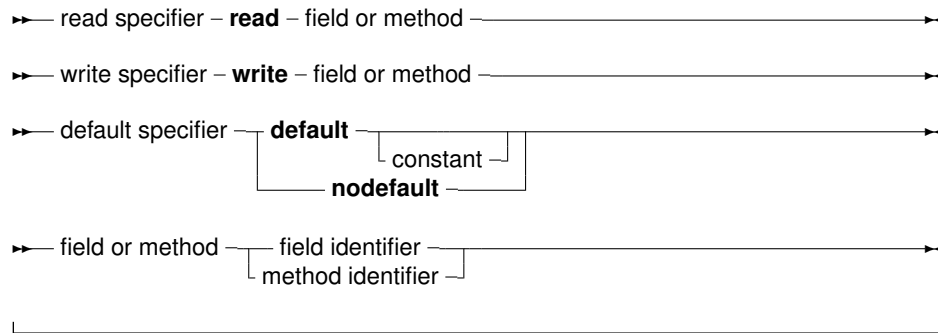 read specifier read field or method
write specifier write field or method
default specifier default
constant
nodefault
field or method field identifier
method identifier